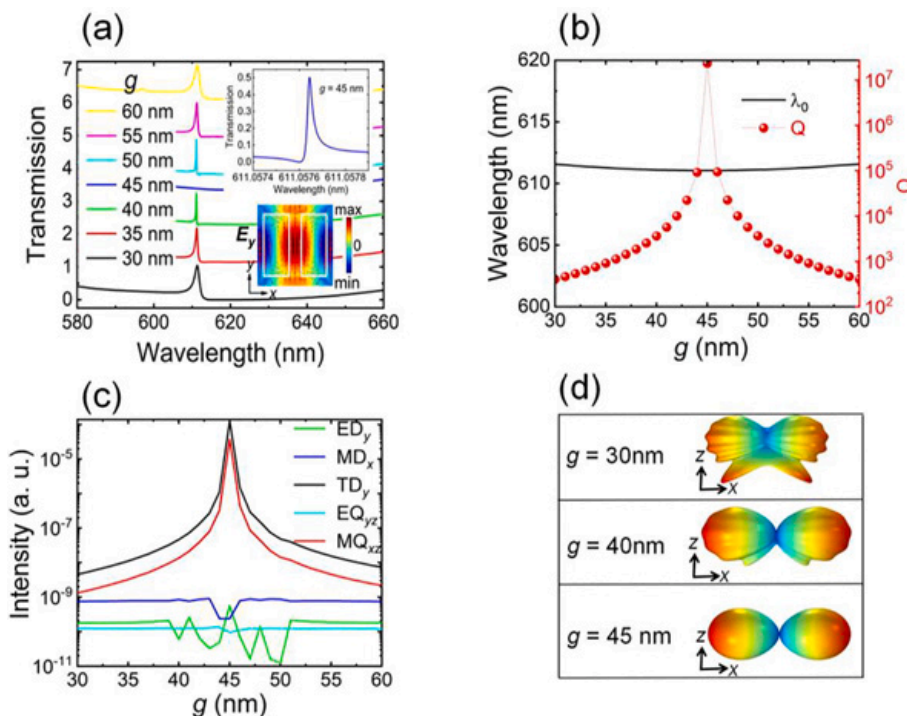 (a)
Transmission
7
6
5
4
3
2
1
0
g
60 nm
55 nm
50 nm
45 nm
40 nm
35 nm
30 nm
Transmission
0.5
0.4
0.3
0.2
0.1
0.0
g = 45 nm
611.0574 611.0576 611.0578
Wavelength (nm)
Ey
y
x
max
0
min
580 600 620 640 660
Wavelength (nm)
(b)
Wavelength (nm)
620
615
610
605
600
λ0
Q
10^7
10^6
10^5
10^4
10^3
10^2
Q
30 35 40 45 50 55 60
g (nm)
(c)
Intensity (a. u.)
10^-5
10^-7
10^-9
10^-11
EDy
MDx
TDy
EQyz
MQxz
30 35 40 45 50 55 60
g (nm)
(d)
g = 30nm
z
x
g = 40nm
z
x
g = 45 nm
z
x